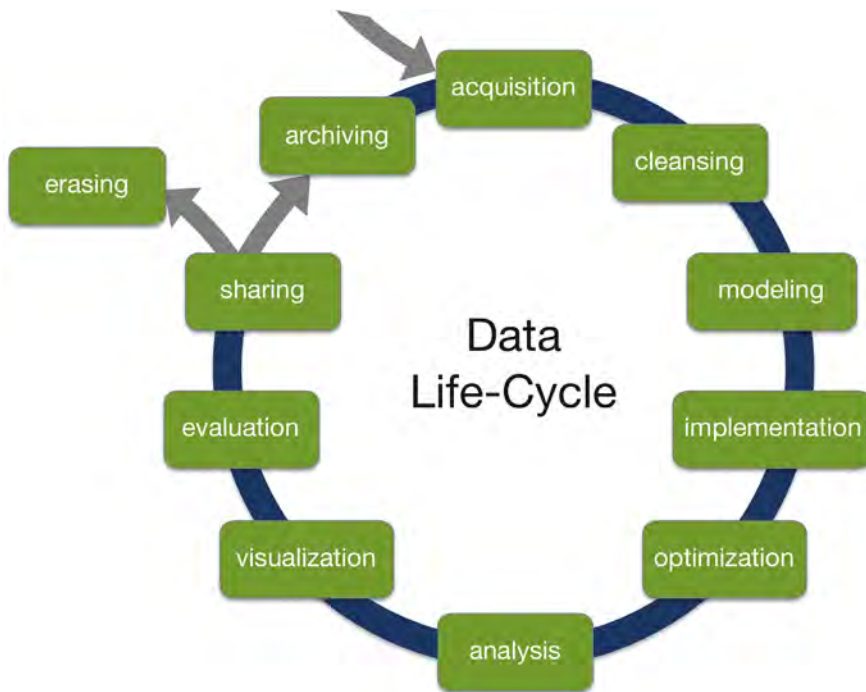 acquisition
archiving
cleansing
erasing
sharing
modeling
Data
Life-Cycle
evaluation
implementation
visualization
optimization
analysis